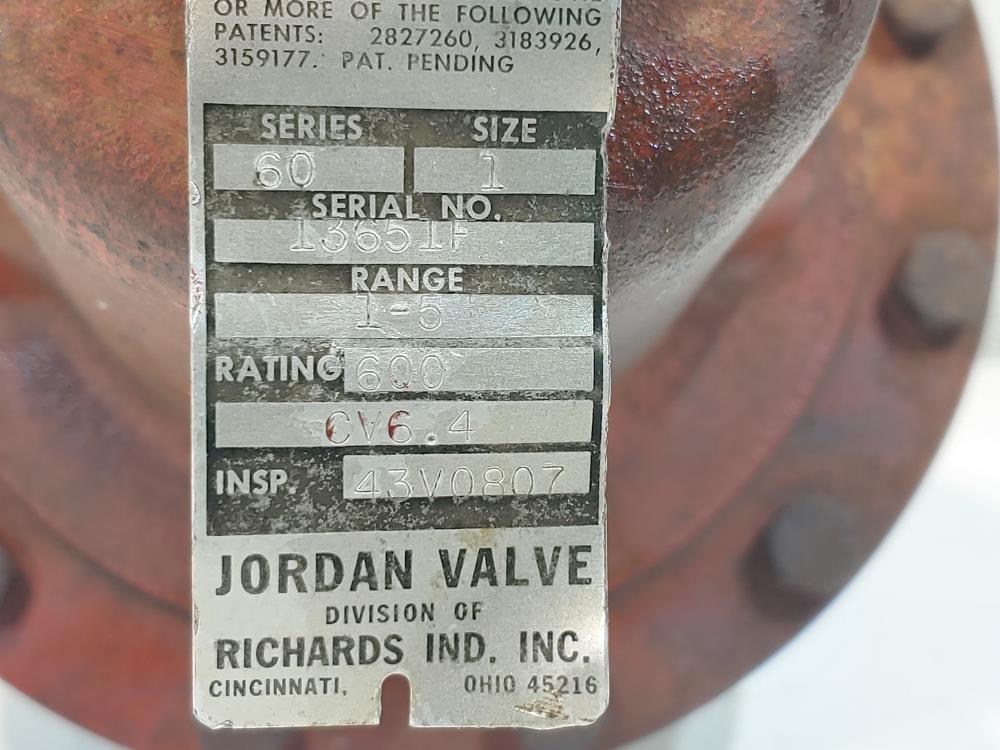 OR MORE OF THE FOLLOWING
PATENTS: 2827260, 3183926,
3159177. PAT. PENDING
SERIES SIZE
60 1
SERIAL NO.
13651F
RANGE
1-5
RATING 600
CV6.4
INSP. 43V0807
JORDAN VALVE
DIVISION OF
RICHARDS IND. INC.
CINCINNATI, OHIO 45216